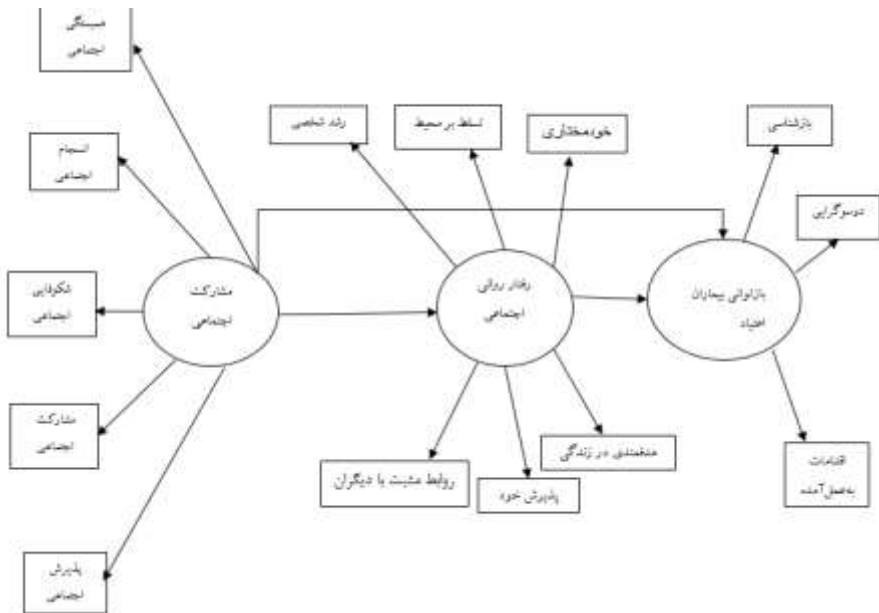 همبستگی
اجتماعی
رشد شخصی
تسلط بر محیط
خودمختاری
بازشناسی
انسجام
اجتماعی
دوسوگرایی
شکوفایی
اجتماعی
مشارکت
اجتماعی
رفتار روانی
اجتماعی
بازتوانی بیماران
اعتیاد
مشارکت
اجتماعی
روابط مثبت با دیگران
پذیرش خود
هدفمندی در زندگی
اقدامات
به‌عمل‌آمده
پذیرش
اجتماعی